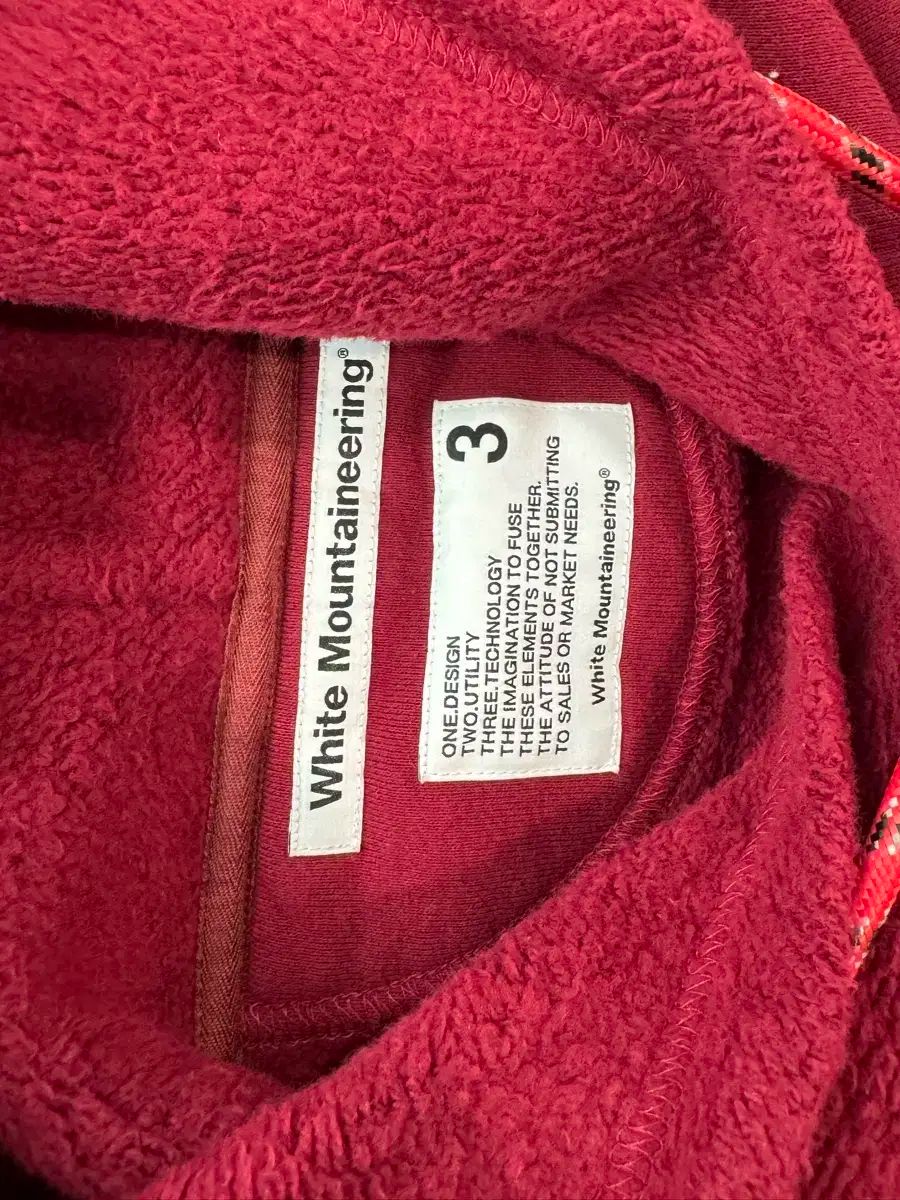 White Mountaineering®
3
ONE.DESIGN
TWO.UTILITY
THREE.TECHNOLOGY
THE IMAGINATION TO FUSE
THESE ELEMENTS TOGETHER.
THE ATTITUDE OF NOT SUBMITTING
TO SALES OR MARKET NEEDS.
White Mountaineering®